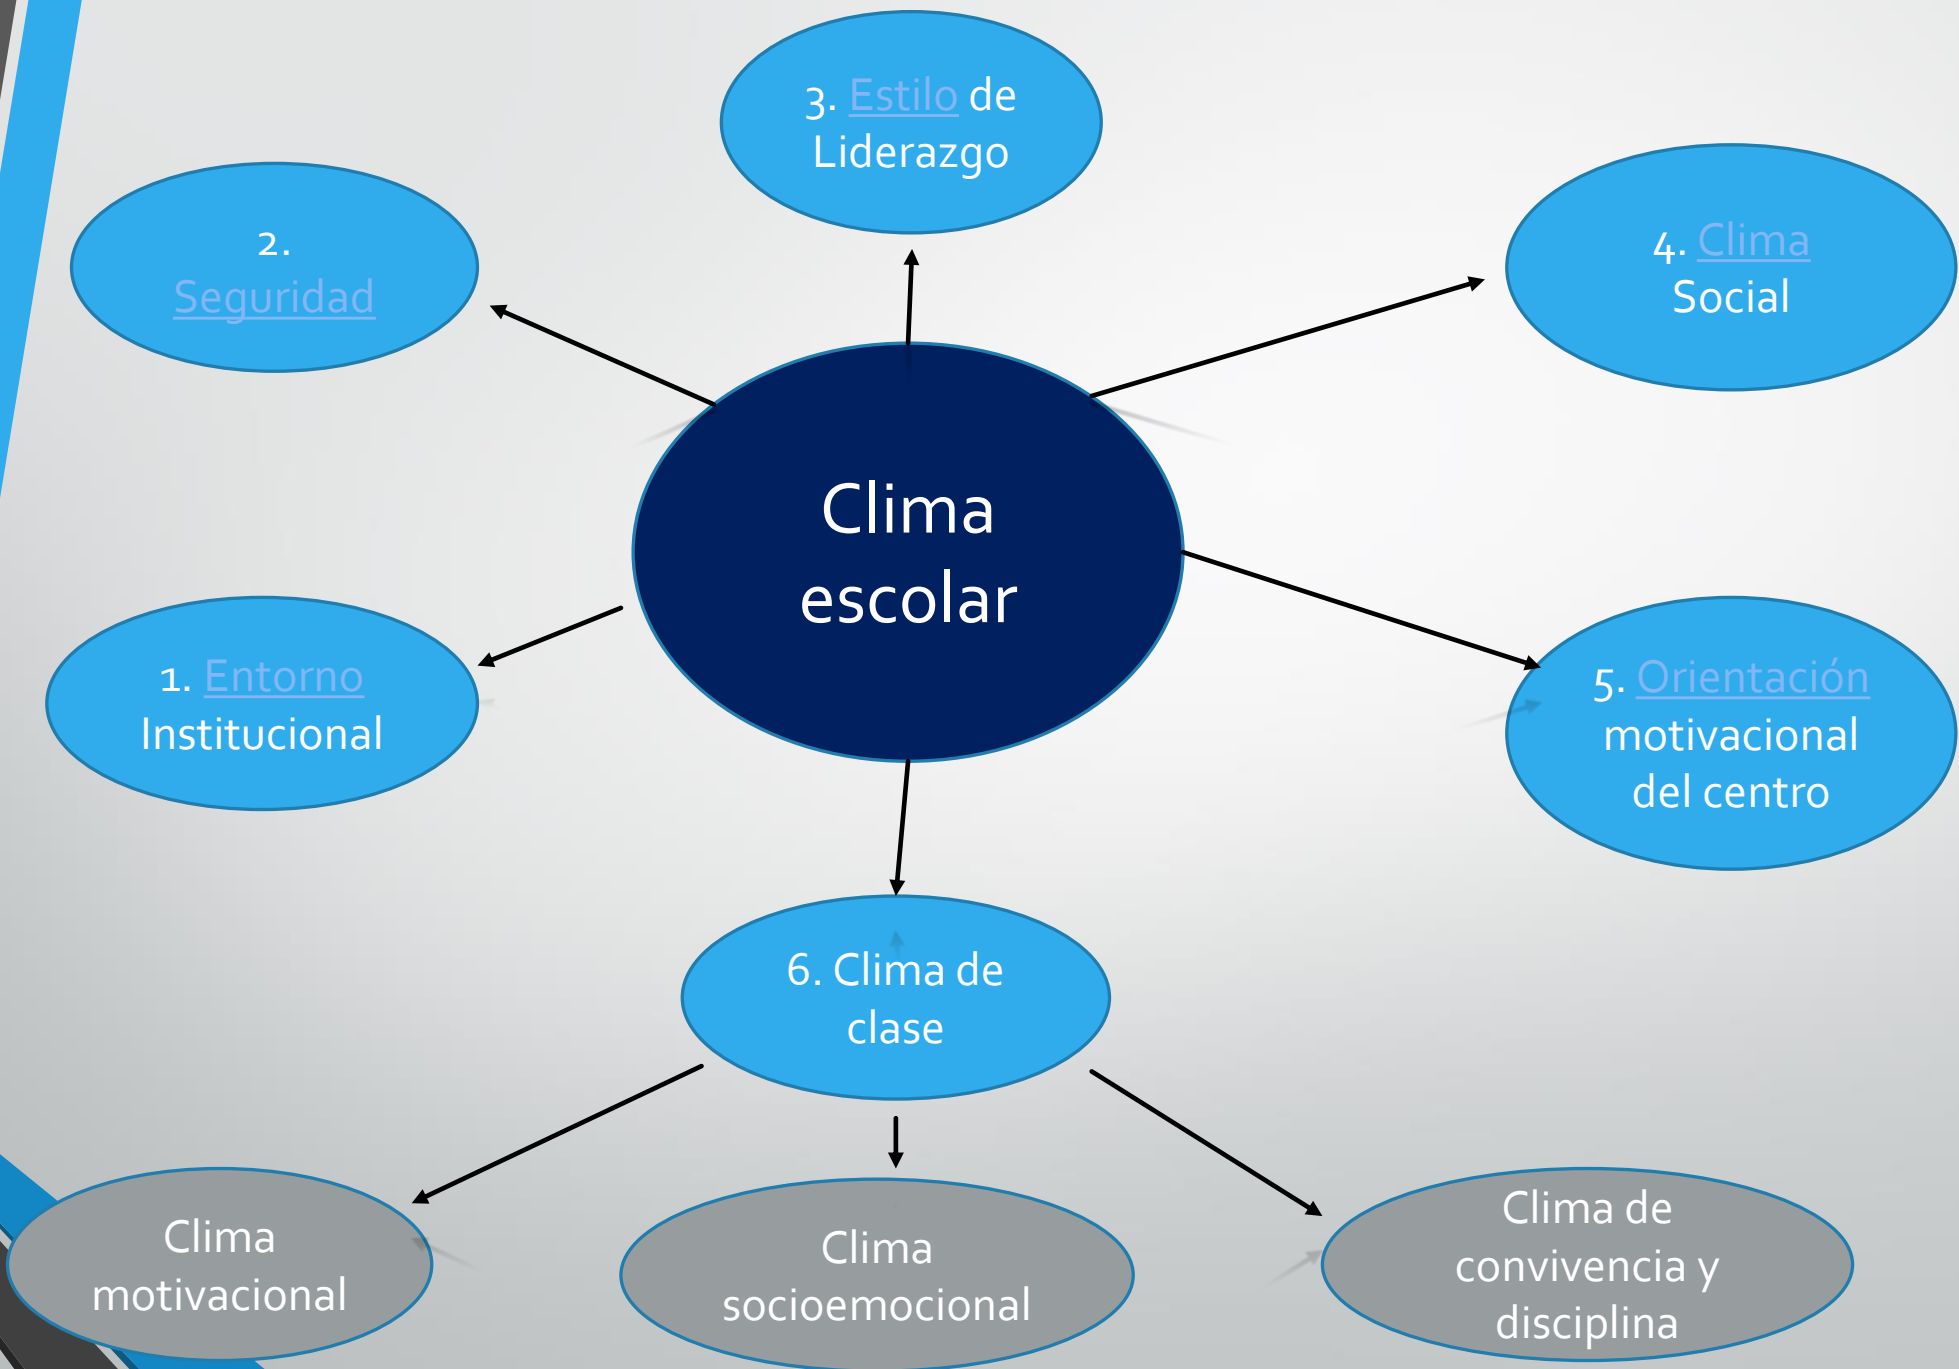 3. Estilo de
Liderazgo
2.
Seguridad
4. Clima
Social
Clima
escolar
1. Entorno
Institucional
5. Orientación
motivacional
del centro
6. Clima de
clase
Clima
motivacional
Clima
socioemocional
Clima de
convivencia y
disciplina